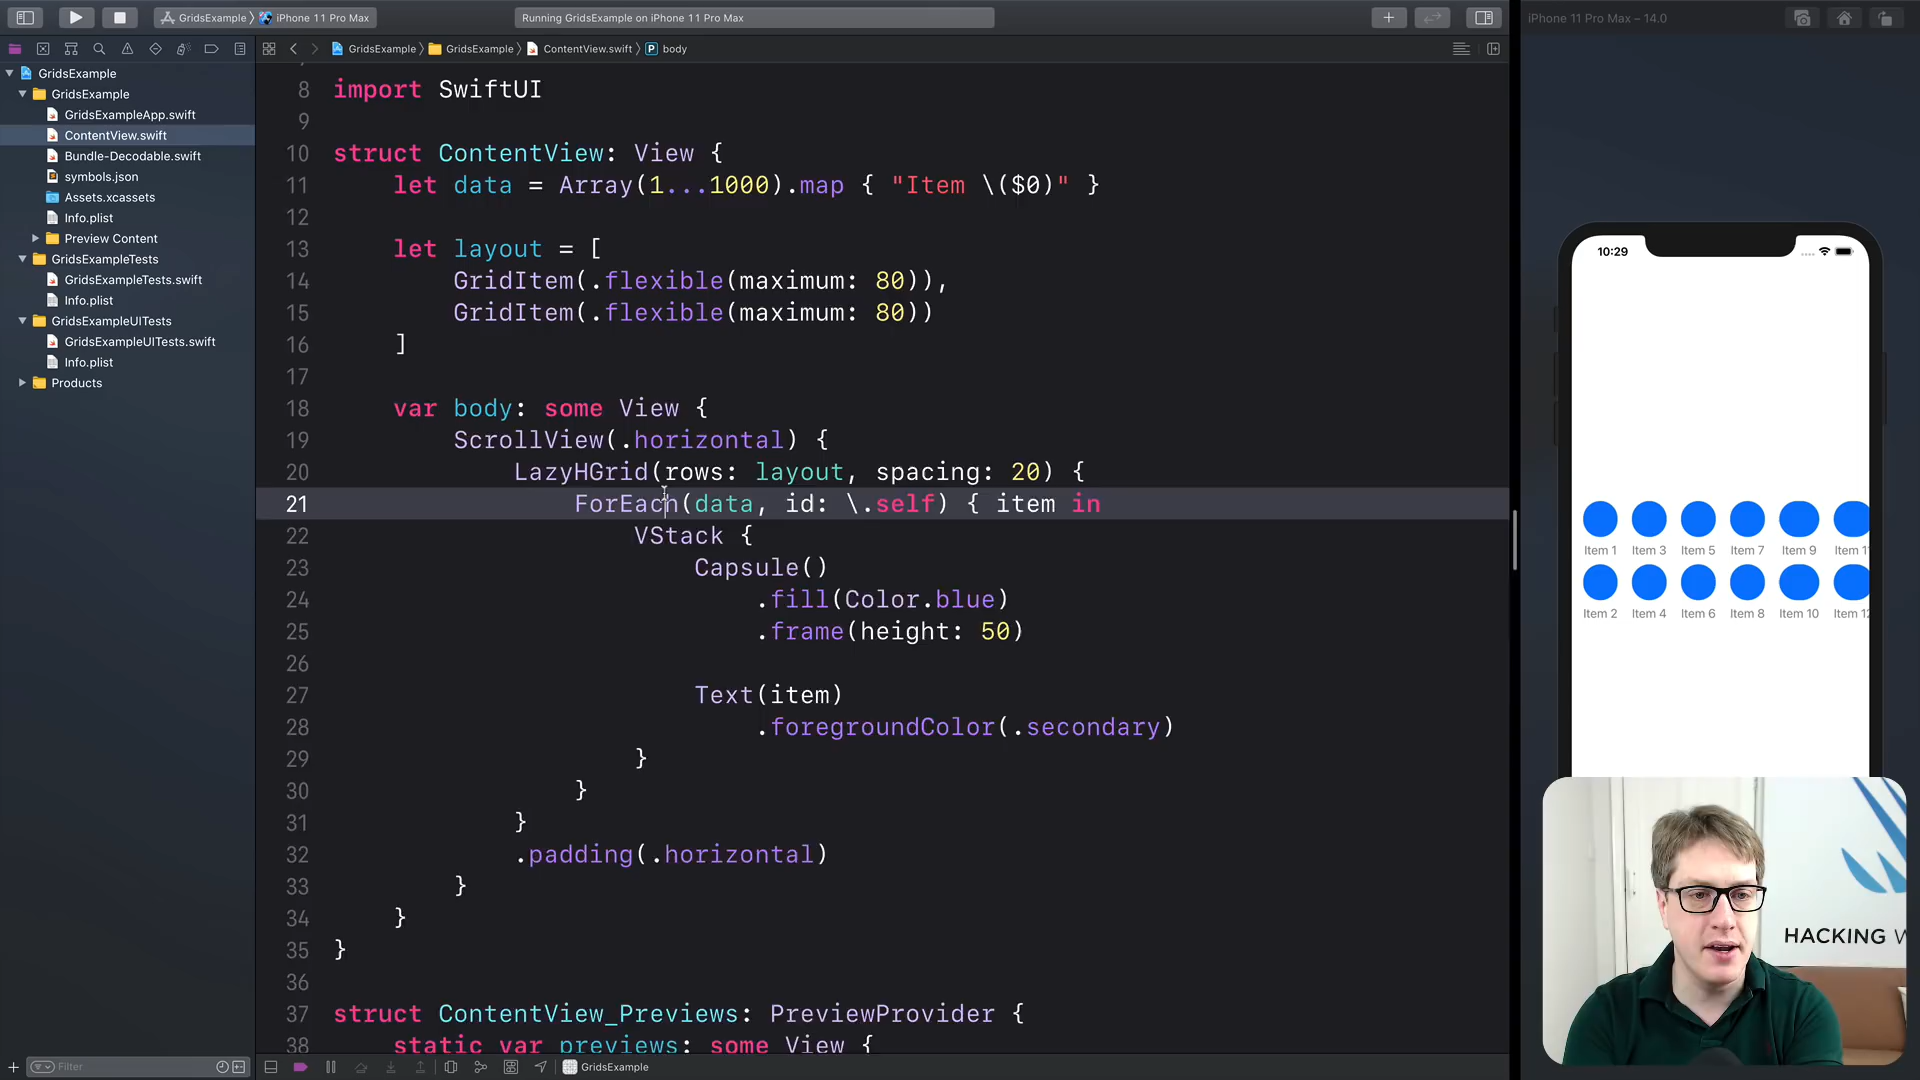 GridsExample 〉 iPhone 11 Pro Max
Running GridsExample on iPhone 11 Pro Max
iPhone 11 Pro Max – 14.0
GridsExample 〉 GridsExample 〉 ContentView.swift 〉 P body
GridsExample
GridsExample
GridsExampleApp.swift
ContentView.swift
Bundle-Decodable.swift
symbols.json
Assets.xcassets
Info.plist
Preview Content
GridsExampleTests
GridsExampleTests.swift
Info.plist
GridsExampleUITests
GridsExampleUITests.swift
Info.plist
Products
Filter
8 import SwiftUI
9
10 struct ContentView: View {
11 let data = Array(1...1000).map { "Item \($0)" }
12
13 let layout = [
14 GridItem(.flexible(maximum: 80)),
15 GridItem(.flexible(maximum: 80))
16 ]
17
18 var body: some View {
19 ScrollView(.horizontal) {
20 LazyHGrid(rows: layout, spacing: 20) {
21 ForEach(data, id: \.self) { item in
22 VStack {
23 Capsule()
24 .fill(Color.blue)
25 .frame(height: 50)
26
27 Text(item)
28 .foregroundColor(.secondary)
29 }
30 }
31 }
32 .padding(.horizontal)
33 }
34 }
35 }
36
37 struct ContentView_Previews: PreviewProvider {
38 static var previews: some View {
GridsExample
10:29
Item 1 Item 3 Item 5 Item 7 Item 9 Item 1
Item 2 Item 4 Item 6 Item 8 Item 10 Item 12
HACKING W